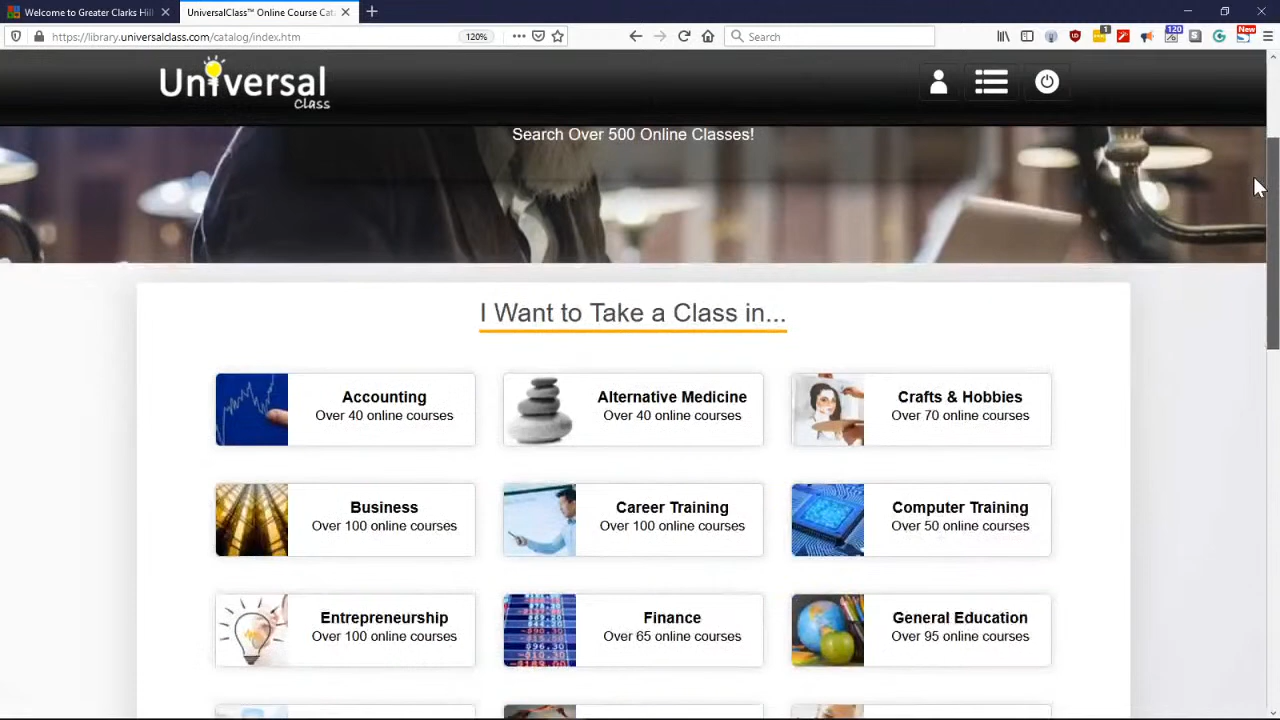 Welcome to Greater Clarks Hill
UniversalClass™ Online Course Cat
https://library.universalclass.com/catalog/index.htm
120%
Search
1
120
New
Universal
Class
Search Over 500 Online Classes!
I Want to Take a Class in...
Accounting
Over 40 online courses
Alternative Medicine
Over 40 online courses
Crafts & Hobbies
Over 70 online courses
Business
Over 100 online courses
Career Training
Over 100 online courses
Computer Training
Over 50 online courses
Entrepreneurship
Over 100 online courses
Finance
Over 65 online courses
General Education
Over 95 online courses